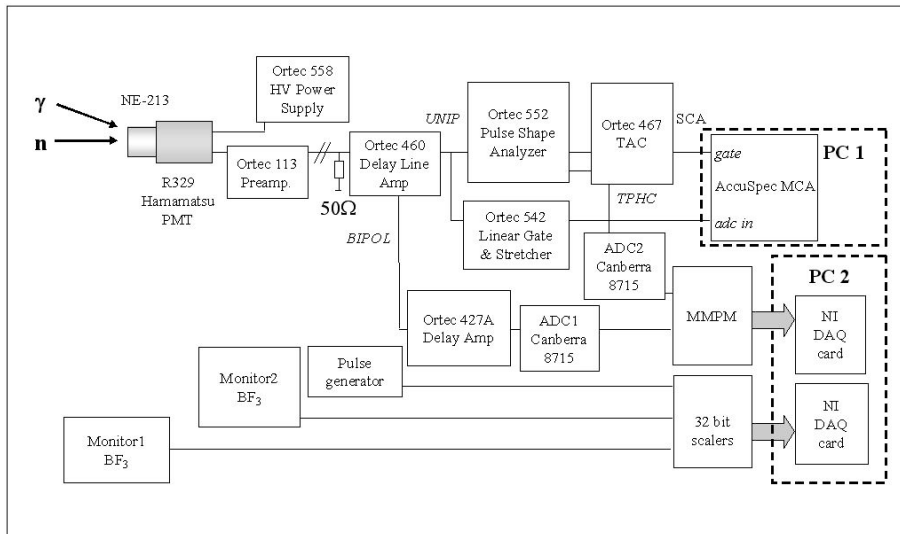 γ
n
NE-213
R329
Hamamatsu
PMT
Ortec 558
HV Power
Supply
Ortec 113
Preamp.
50Ω
Ortec 460
Delay Line
Amp
UNIP
BIPOL
Ortec 552
Pulse Shape
Analyzer
Ortec 467
TAC
SCA
TPHC
Ortec 542
Linear Gate
& Stretcher
PC 1
gate
AccuSpec MCA
adc in
ADC2
Canberra
8715
PC 2
Ortec 427A
Delay Amp
ADC1
Canberra
8715
MMPM
NI
DAQ
card
Pulse
generator
Monitor2
BF3
Monitor1
BF3
32 bit
scalers
NI
DAQ
card